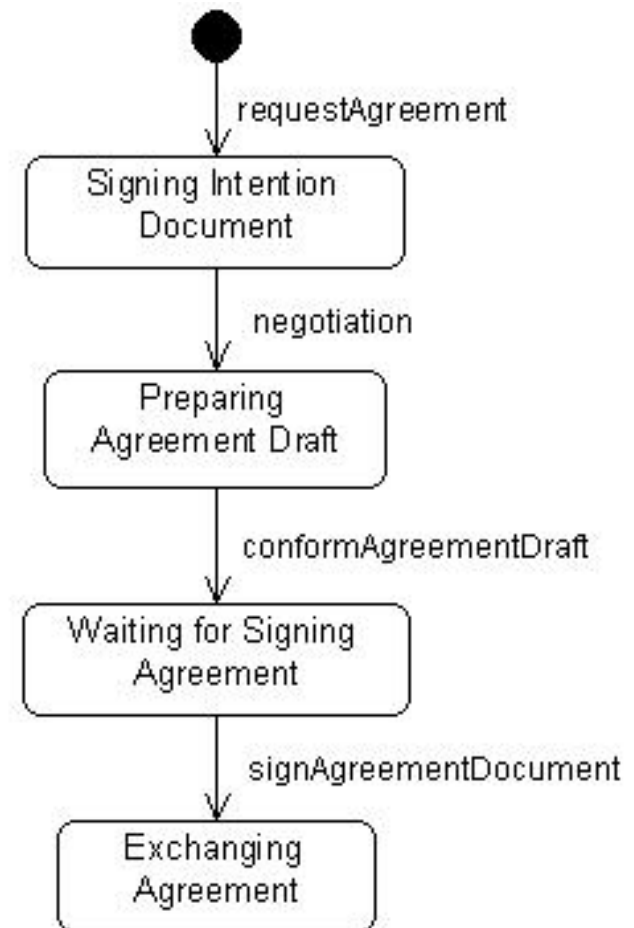 requestAgreement
Signing Intention
Document
negotiation
Preparing
Agreement Draft
conformAgreementDraft
Waiting for Signing
Agreement
signAgreementDocument
Exchanging
Agreement